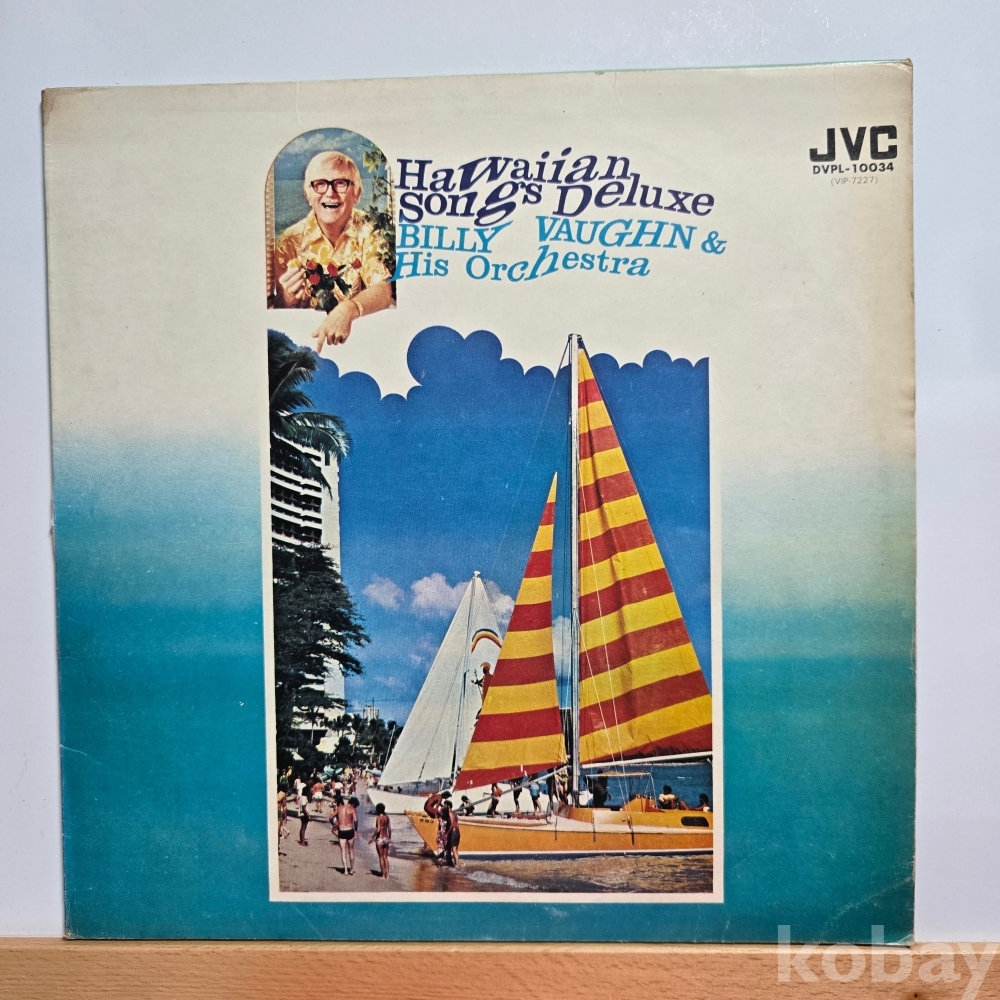 Hawaiian
Songs Deluxe
BILLY VAUGHN &
His Orchestra
JVC
DVPL-10034
(VIP-7227)
kobay